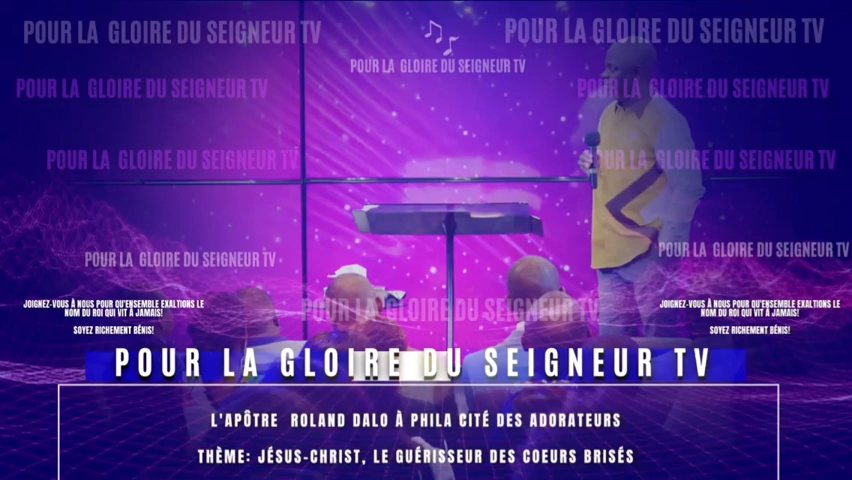 POUR LA GLOIRE DU SEIGNEUR TV
POUR LA GLOIRE DU SEIGNEUR TV
POUR LA GLOIRE DU SEIGNEUR TV
POUR LA GLOIRE DU SEIGNEUR TV
POUR LA GLOIRE DU SEIGNEUR TV
POUR LA GLOIRE DU SEIGNEUR TV
POUR LA GLOIRE DU SEIGNEUR TV
POUR LA GLOIRE DU SEIGNEUR TV
POUR LA GLOIRE DU SEIGNEUR TV
JOIGNEZ-VOUS À NOUS POUR QU'ENSEMBLE EXALTIONS LE
NOM DU ROI QUI VIT À JAMAIS!
SOYEZ RICHEMENT BÉNIS!
POUR LA GLOIRE DU SEIGNEUR TV
JOIGNEZ-VOUS À NOUS POUR QU'ENSEMBLE EXALTIONS LE
NOM DU ROI QUI VIT À JAMAIS!
SOYEZ RICHEMENT BÉNIS!
POUR LA GLOIRE DU SEIGNEUR TV
L'APÔTRE ROLAND DALO À PHILA CITÉ DES ADORATEURS
THÈME: JÉSUS-CHRIST, LE GUÉRISSEUR DES COEURS BRISÉS